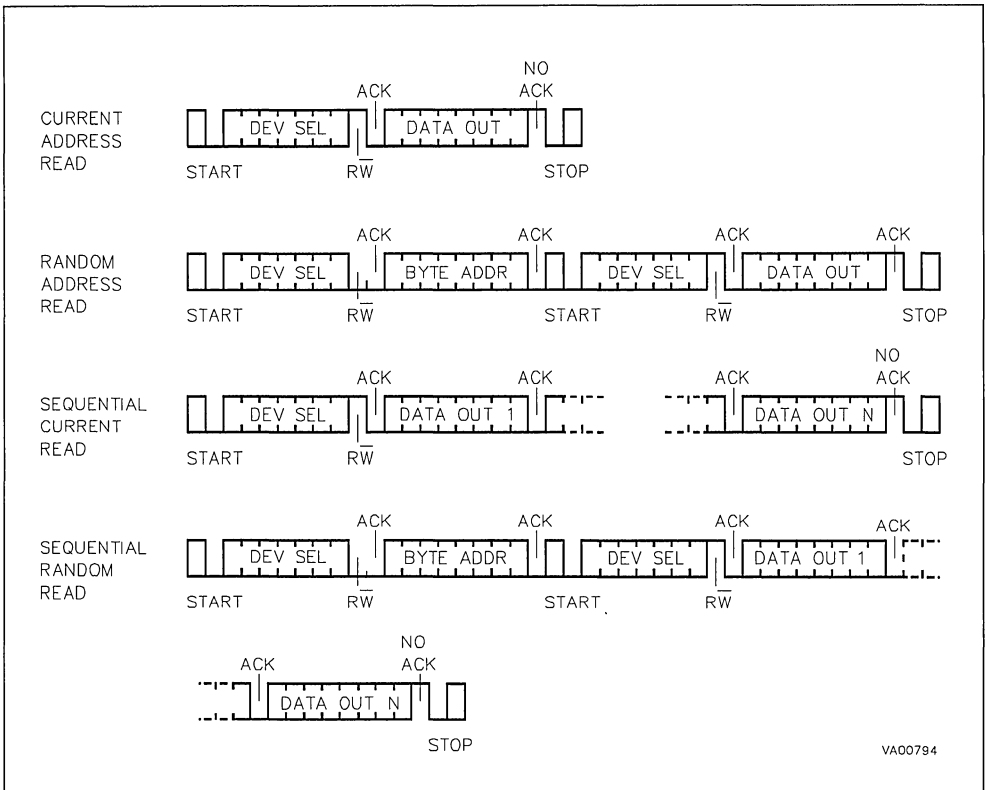 NO
ACK ACK
CURRENT
ADDRESS
READ
DEV SEL DATA OUT
START RW̅ STOP
ACK ACK ACK ACK
RANDOM
ADDRESS
READ
DEV SEL BYTE ADDR DEV SEL DATA OUT
START RW̅ START RW̅ STOP
NO
ACK ACK ACK ACK
SEQUENTIAL
CURRENT
READ
DEV SEL DATA OUT 1 DATA OUT N
START RW̅ STOP
ACK ACK ACK ACK
SEQUENTIAL
RANDOM
READ
DEV SEL BYTE ADDR DEV SEL DATA OUT 1
START RW̅ START RW̅
NO
ACK ACK
DATA OUT N
STOP
VA00794